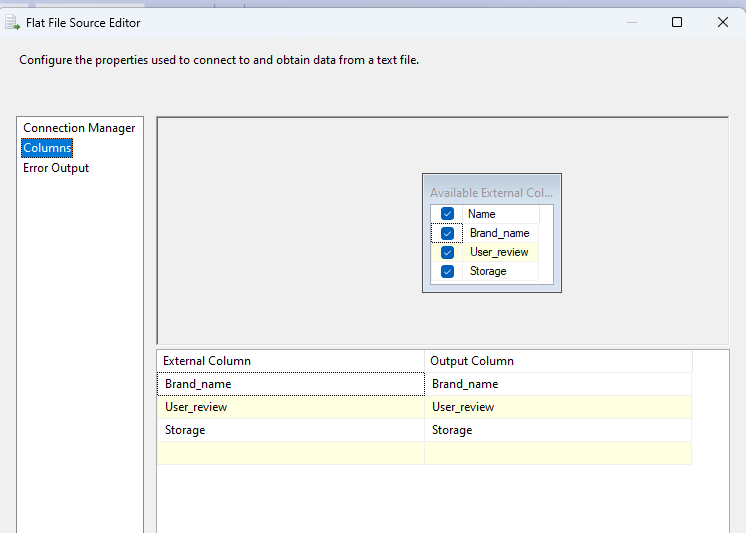 Flat File Source Editor
Configure the properties used to connect to and obtain data from a text file.
Connection Manager
Columns
Error Output
Available External Col...
Name
Brand_name
User_review
Storage
External Column Output Column
Brand_name Brand_name
User_review User_review
Storage Storage